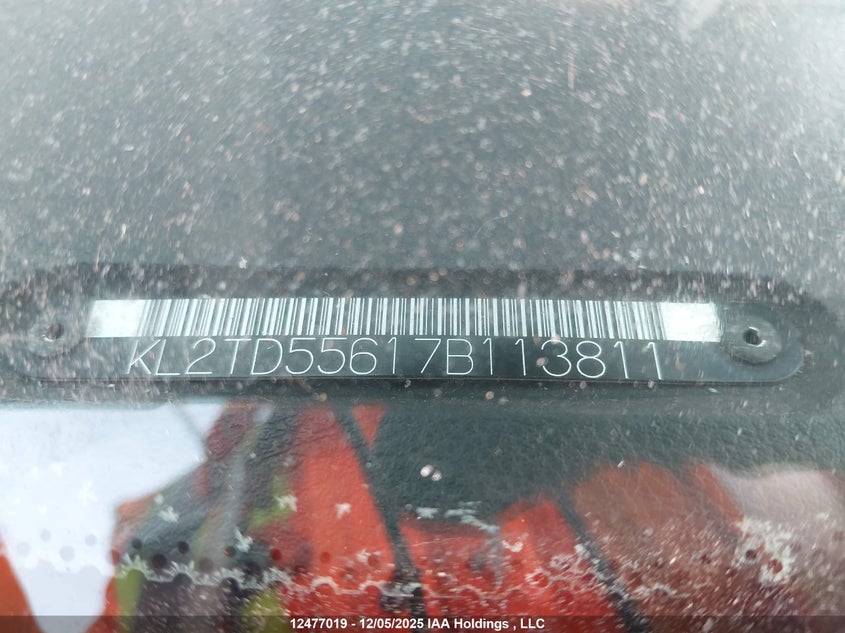 KL2TD55617B113811
12477019 - 12/05/2025 IAA Holdings , LLC